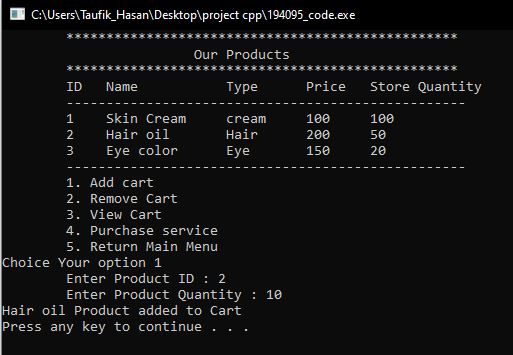 C:\Users\Taufik_Hasan\Desktop\project cpp\194095_code.exe
*************************************************
Our Products
*************************************************
ID Name Type Price Store Quantity
--------------------------------------------------
1 Skin Cream cream 100 100
2 Hair oil Hair 200 50
3 Eye color Eye 150 20
--------------------------------------------------
1. Add cart
2. Remove Cart
3. View Cart
4. Purchase service
5. Return Main Menu
Choice Your option 1
Enter Product ID : 2
Enter Product Quantity : 10
Hair oil Product added to Cart
Press any key to continue . . .